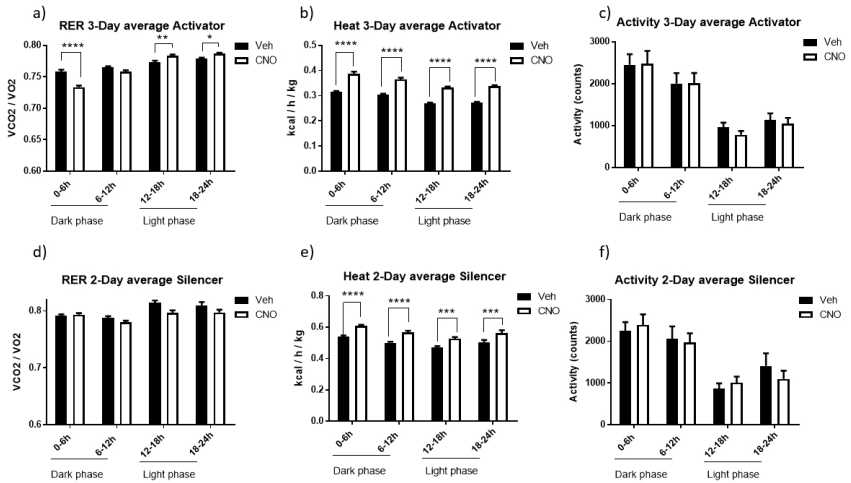 a)
RER 3-Day average Activator
VCO2 / VO2
0.80
0.75
0.70
0.65
0.60
****
**
*
Veh
CNO
0-6h
6-12h
12-18h
18-24h
Dark phase
Light phase
b)
Heat 3-Day average Activator
kcal / h / kg
0.5
0.4
0.3
0.2
0.1
0.0
****
****
****
****
Veh
CNO
0-6h
6-12h
12-18h
18-24h
Dark phase
Light phase
c)
Activity 3-Day average Activator
Activity (counts)
3000
2000
1000
0
Veh
CNO
0-6h
6-12h
12-18h
18-24h
Dark phase
Light phase
d)
RER 2-Day average Silencer
VCO2 / VO2
0.8
0.7
0.6
Veh
CNO
0-6h
6-12h
12-18h
18-24h
Dark phase
Light phase
e)
Heat 2-Day average Silencer
kcal / h / kg
0.8
0.6
0.4
0.2
0.0
****
****
***
***
Veh
CNO
0-6h
6-12h
12-18h
18-24h
Dark phase
Light phase
f)
Activity 2-Day average Silencer
Activity (counts)
3000
2000
1000
0
Veh
CNO
0-6h
6-12h
12-18h
18-24h
Dark phase
Light phase